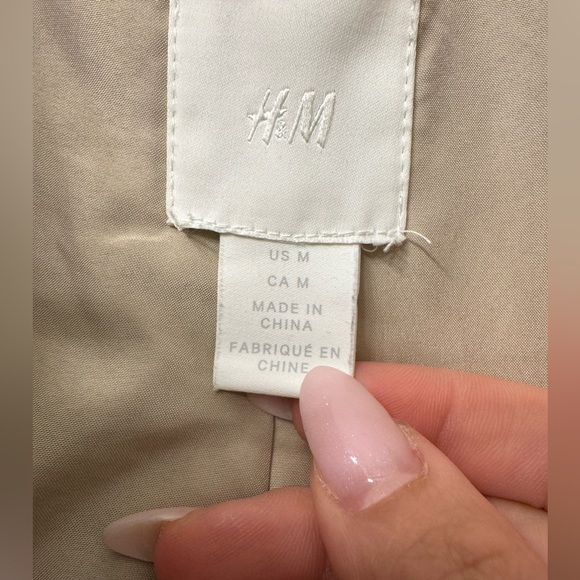 H&M
US M
CA M
MADE IN
CHINA
FABRIQUÉ EN
CHINE